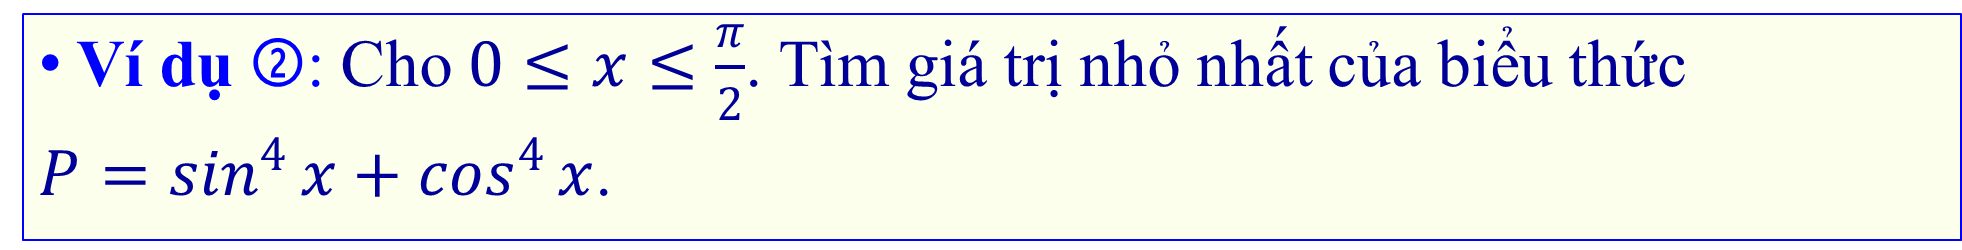 • Ví dụ ②: Cho 0 ≤ x ≤ π/2. Tìm giá trị nhỏ nhất của biểu thức
P = sin⁴ x + cos⁴ x.